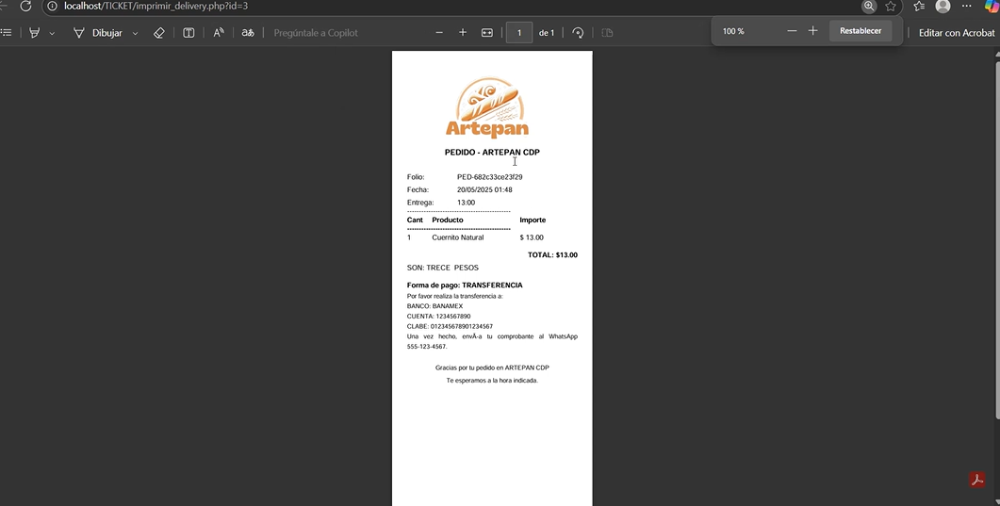 localhost/TICKET/imprimir_delivery.php?id=3
Dibujar
Pregúntale a Copilot
1 de 1
100 %
Restablecer
Editar con Acrobat
Artepan
PEDIDO - ARTEPAN CDP
Folio: PED-682c33ce23f29
Fecha: 20/05/2025 01:48
Entrega: 13:00
-----------------------------------------
Cant Producto Importe
-----------------------------------------
1 Cuernito Natural $ 13.00
TOTAL: $13.00
SON: TRECE PESOS
Forma de pago: TRANSFERENCIA
Por favor realiza la transferencia a:
BANCO: BANAMEX
CUENTA: 1234567890
CLABE: 012345678901234567
Una vez hecho, envÃ-a tu comprobante al WhatsApp
555-123-4567.
Gracias por tu pedido en ARTEPAN CDP
Te esperamos a la hora indicada.